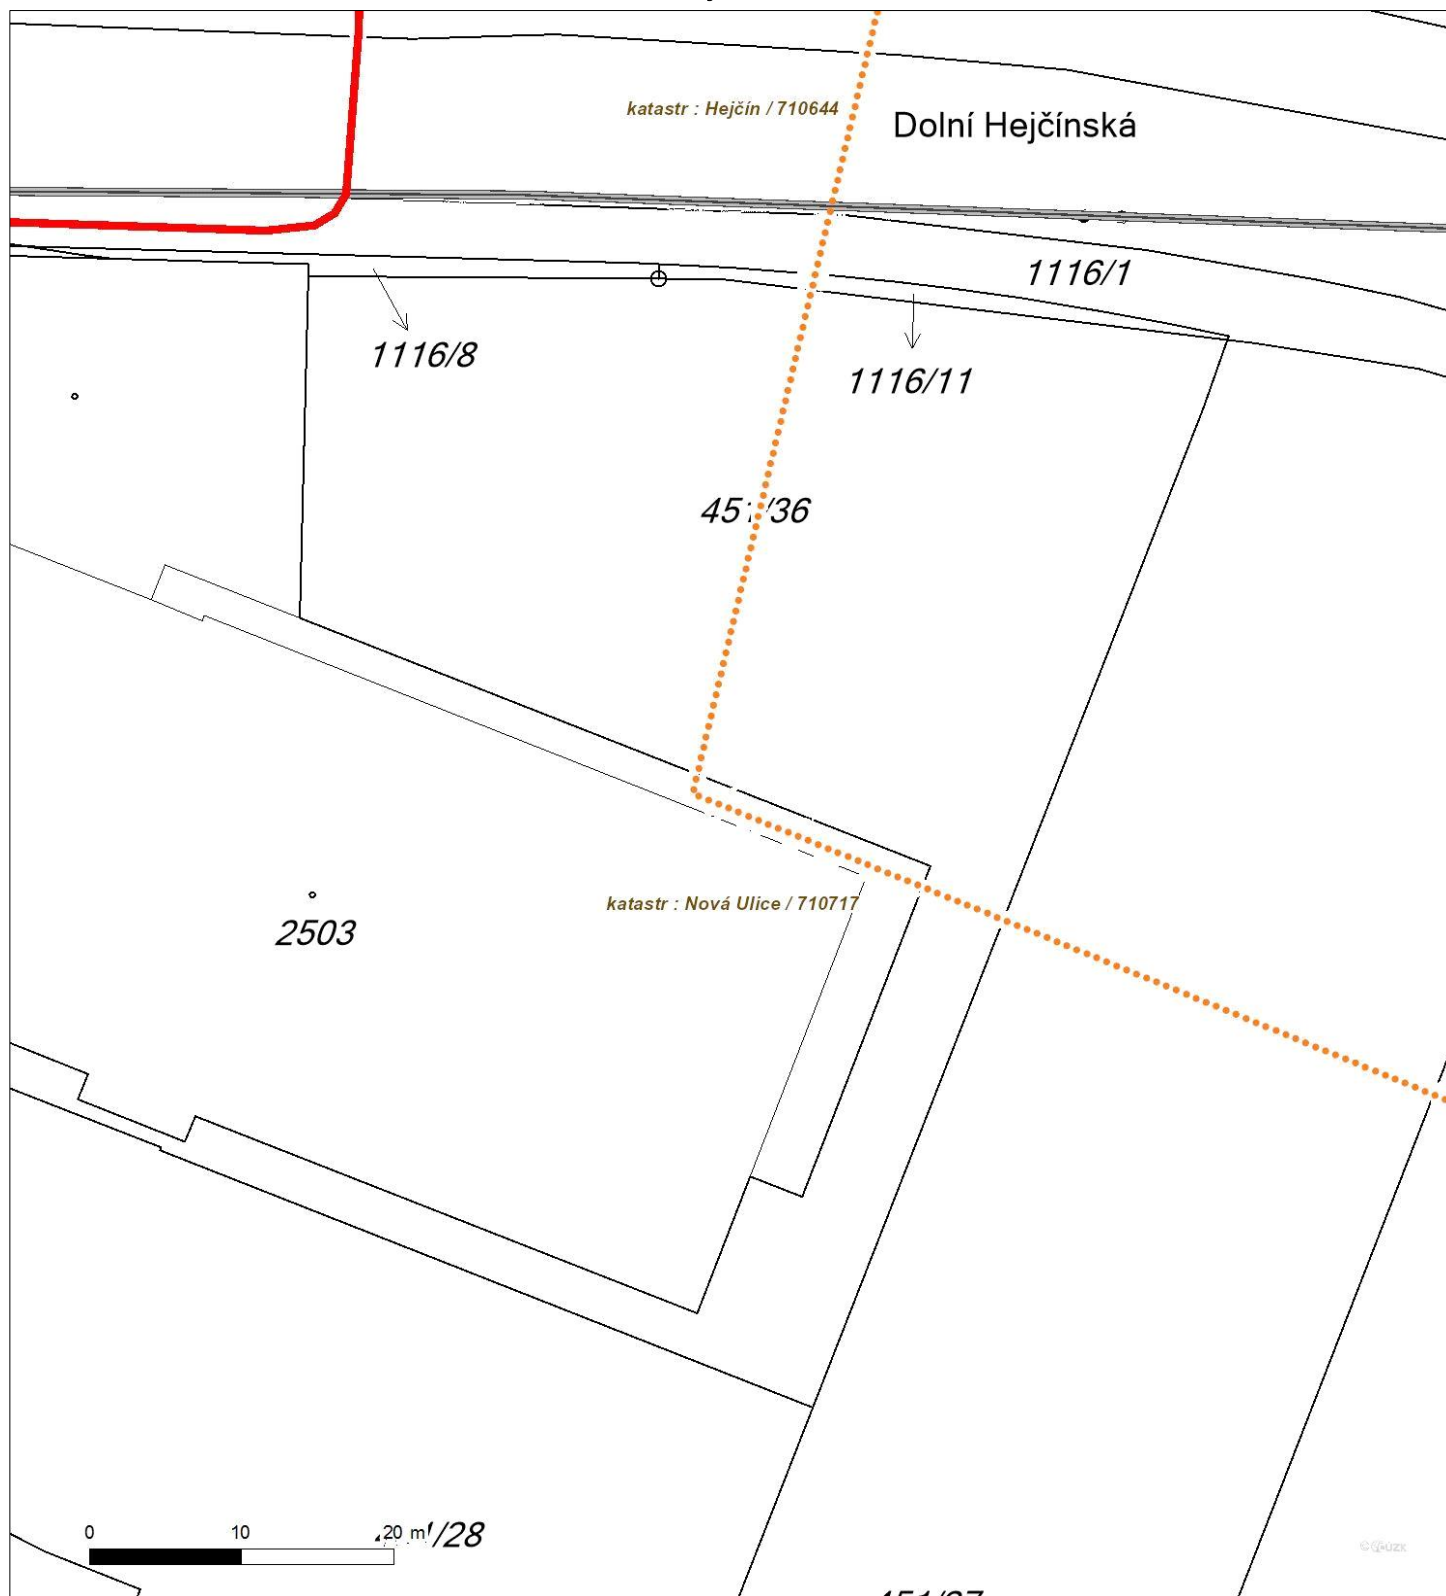 katastr : Hejčín / 710644
Dolní Hejčínská
1116/1
1116/8
1116/11
451/36
katastr : Nová Ulice / 710717
2503
0 10 20 m
/28